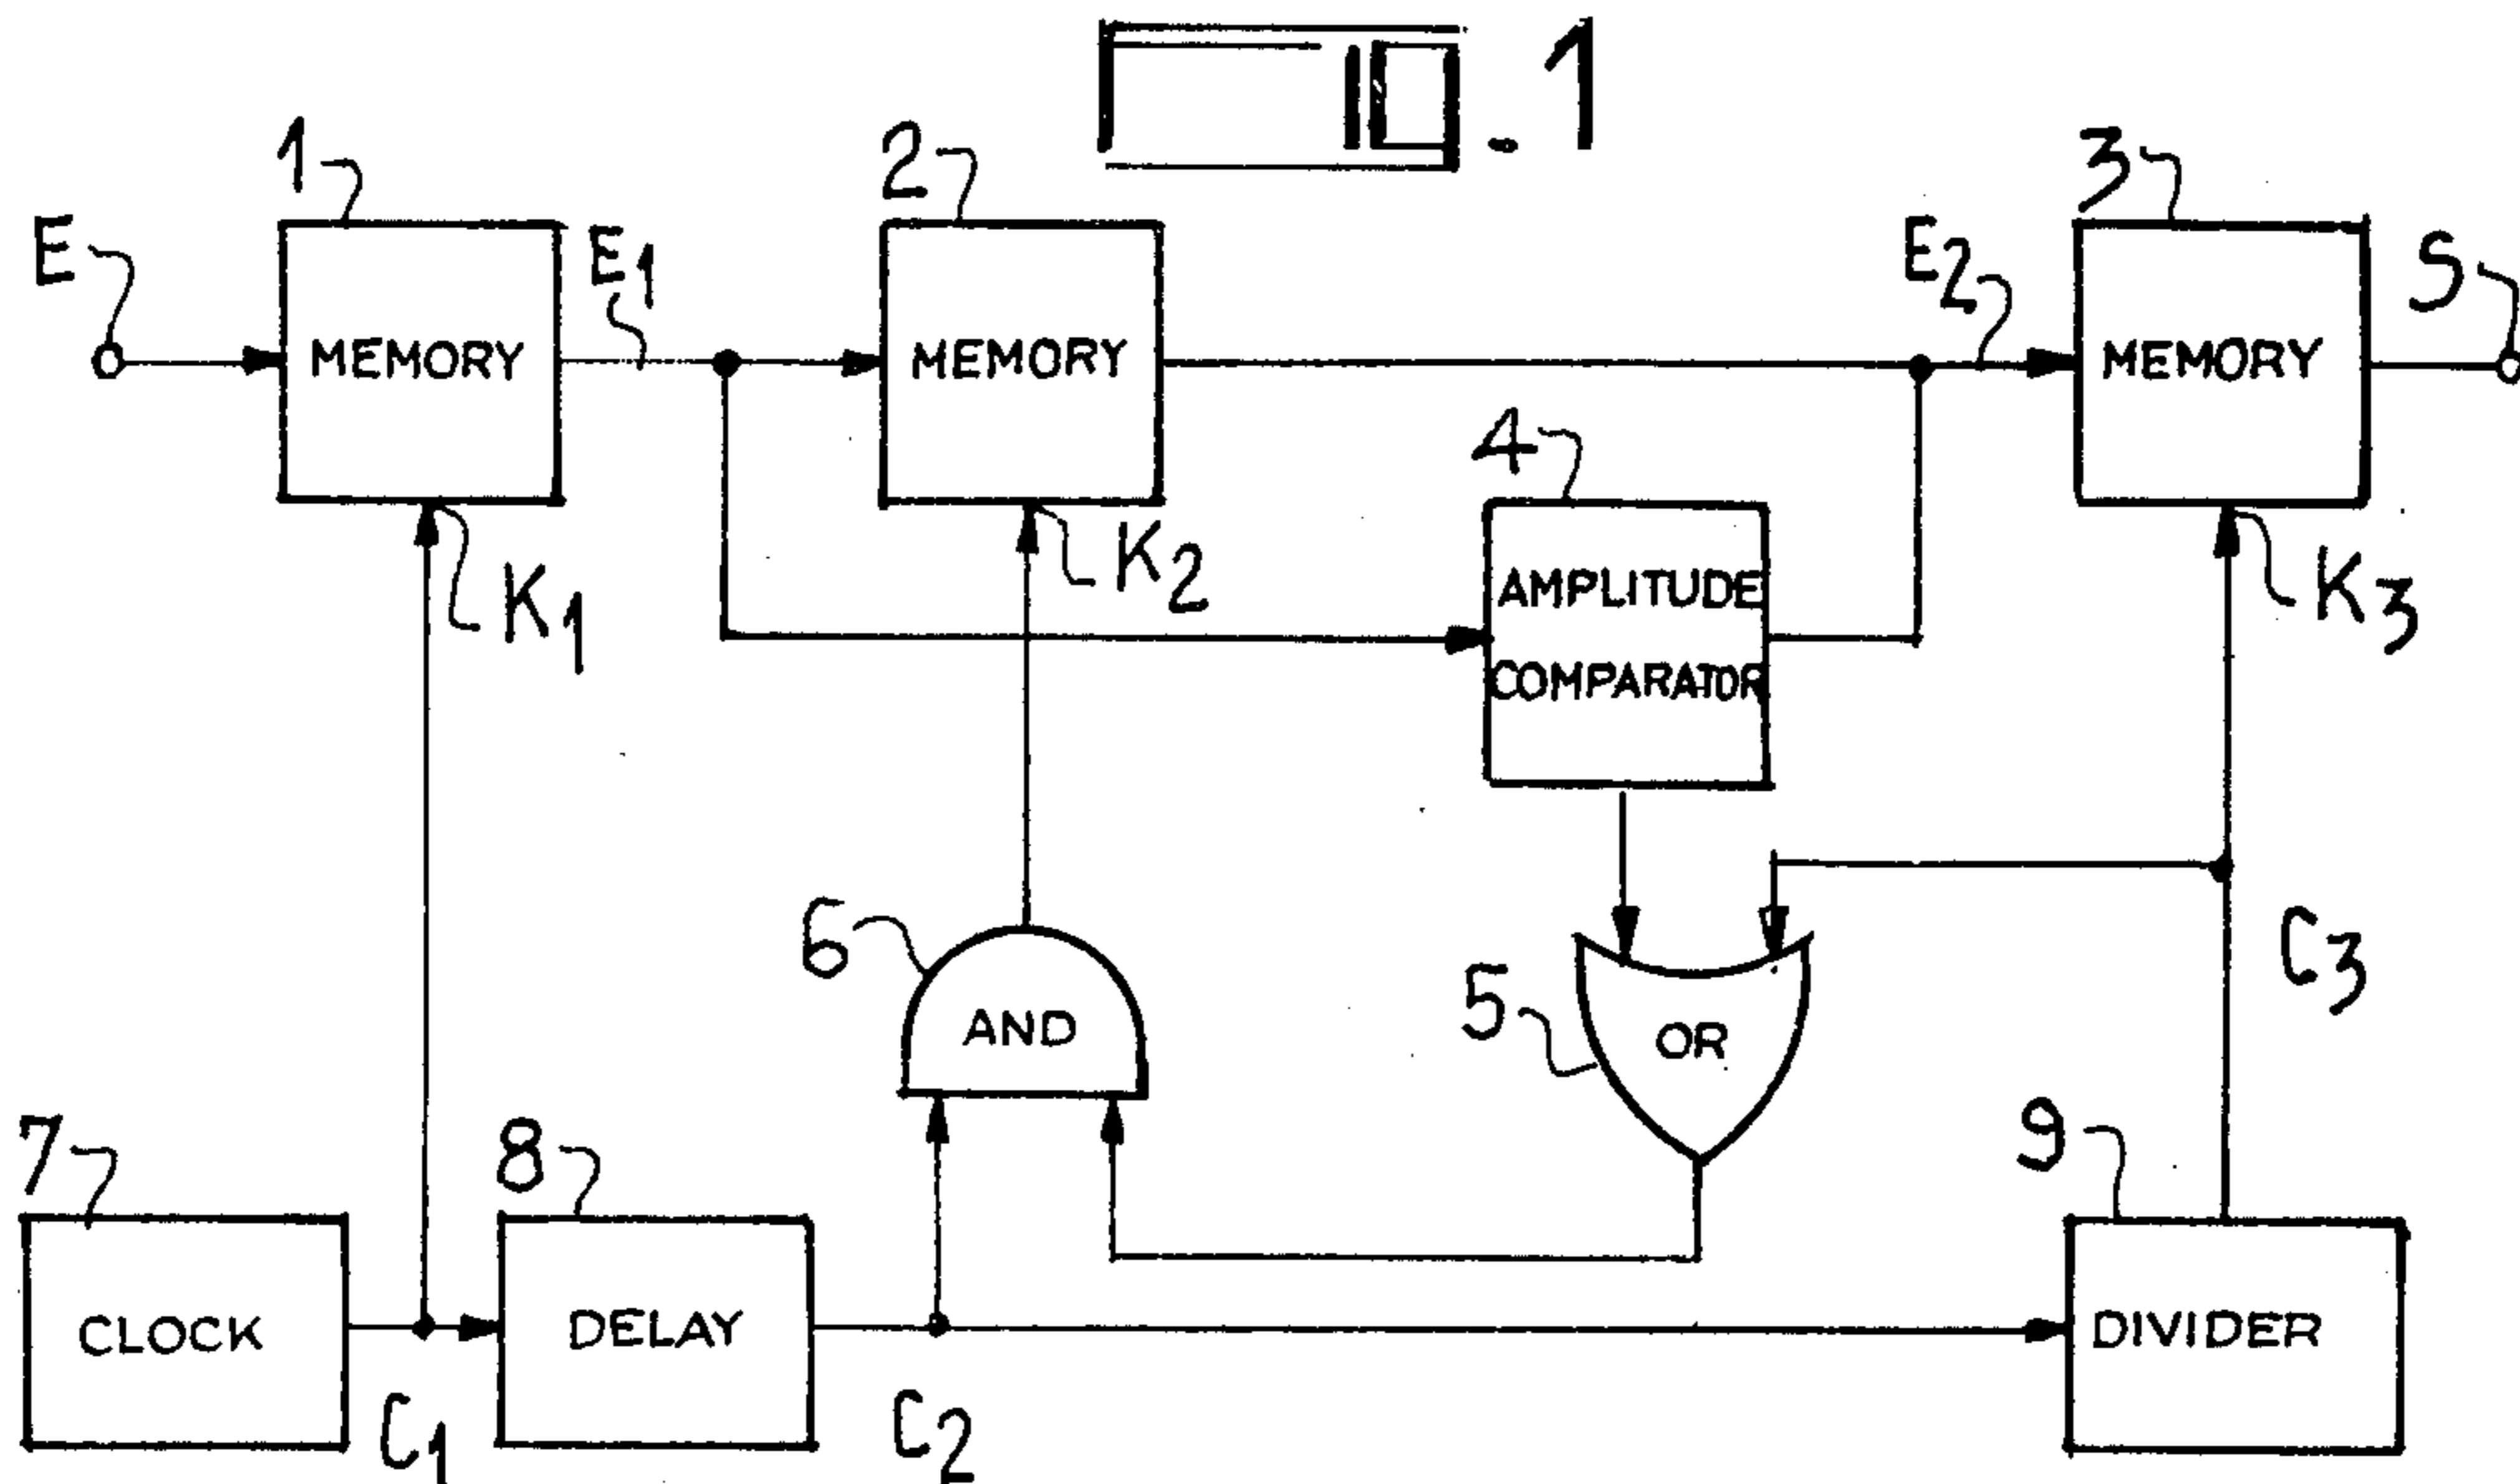 FIG.1
1
2
3
E
E1
E2
S
MEMORY
MEMORY
MEMORY
4
K1
K2
K3
AMPLITUDE
COMPARATOR
6
C3
5
AND
OR
7
8
9
CLOCK
DELAY
DIVIDER
C1
C2